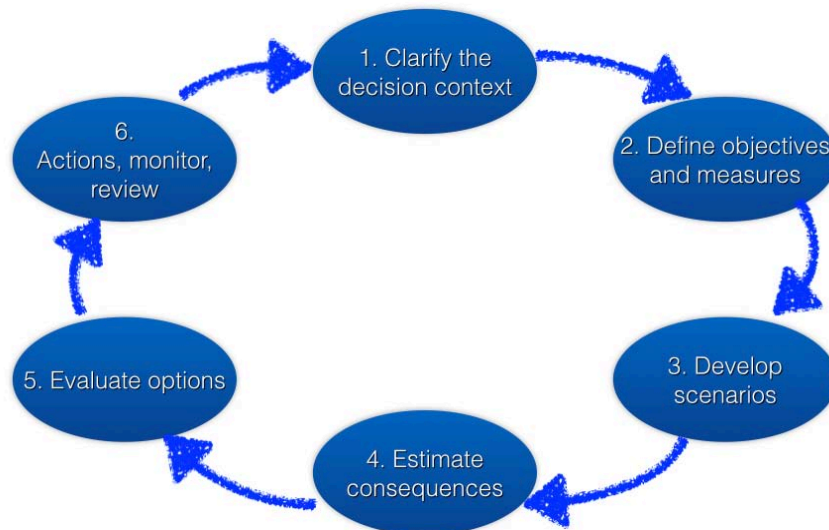 1. Clarify the
decision context
2. Define objectives
and measures
3. Develop
scenarios
4. Estimate
consequences
5. Evaluate options
6.
Actions, monitor,
review